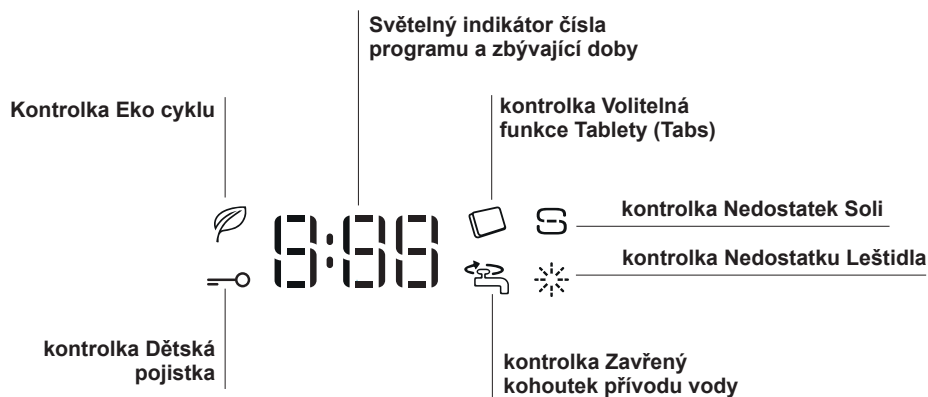 Světelný indikátor čísla
programu a zbývající doby
Kontrolka Eko cyklu
kontrolka Volitelná
funkce Tablety (Tabs)
8:88
kontrolka Nedostatek Soli
kontrolka Nedostatku Leštidla
kontrolka Dětská
pojistka
kontrolka Zavřený
kohoutek přívodu vody